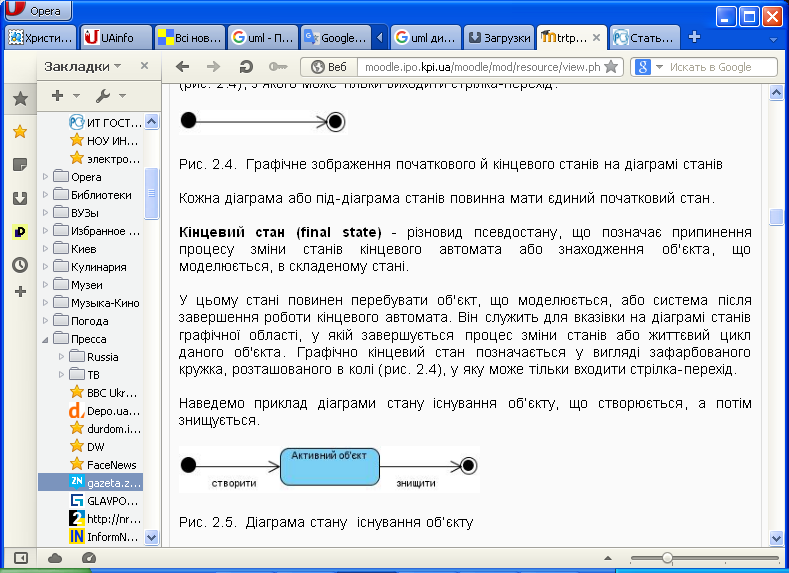 Opera
Христи...
UAinfo
Всі нов...
uml - П...
Google...
uml ди...
Загрузки
trtp...
Стать...
Закладки
Веб
moodle.ipo.kpi.ua/moodle/mod/resource/view.ph
Искать в Google
ИТ ГОСТ...
НОУ ИН...
электро...
Opera
Библиотеки
ВУЗы
Избранное ...
Киев
Кулинария
Музеи
Музыка-Кино
Погода
Пресса
Russia
ТВ
BBC Ukr...
Depo.ua...
durdom.i...
DW
FaceNews
gazeta.z...
GLAVPO...
http://nr...
InformN...
(рис. 2.4), з якого може тільки виходити стрілка-перехід.
Рис. 2.4. Графічне зображення початкового й кінцевого станів на діаграмі станів
Кожна діаграма або під-діаграма станів повинна мати єдиний початковий стан.
Кінцевий стан (final state) - різновид псевдостану, що позначає припинення
процесу зміни станів кінцевого автомата або знаходження об'єкта, що
моделюється, в складеному стані.
У цьому стані повинен перебувати об'єкт, що моделюється, або система після
завершення роботи кінцевого автомата. Він служить для вказівки на діаграмі станів
графічної області, у якій завершується процес зміни станів або життєвий цикл
даного об'єкта. Графічно кінцевий стан позначається у вигляді зафарбованого
кружка, розташованого в колі (рис. 2.4), у яку може тільки входити стрілка-перехід.
Наведемо приклад діаграми стану існування об'єкту, що створюється, а потім
знищується.
Активний об'єкт
створити
знищити
Рис. 2.5. Діаграма стану існування об'єкту